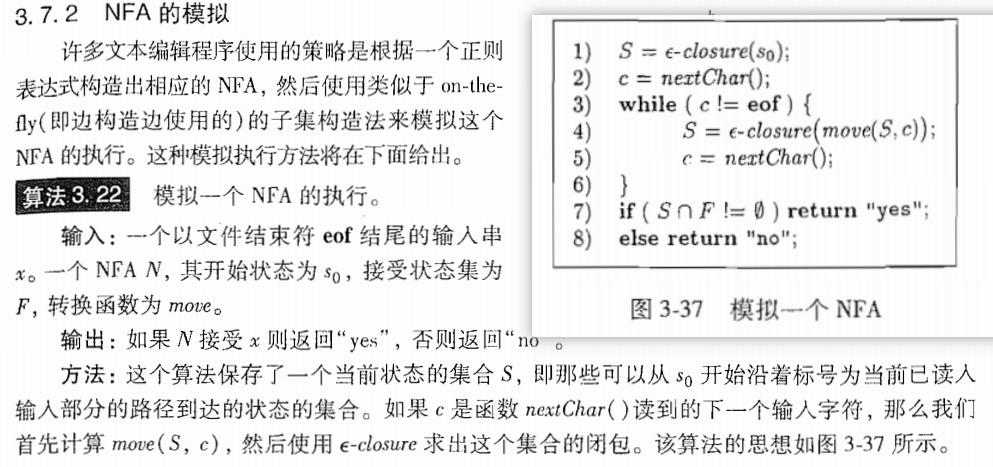 3.7.2 NFA 的模拟
许多文本编辑程序使用的策略是根据一个正则
表达式构造出相应的 NFA，然后使用类似于 on-the-
fly(即边构造边使用的)的子集构造法来模拟这个
NFA 的执行。这种模拟执行方法将在下面给出。
算法 3.22 模拟一个 NFA 的执行。
输入：一个以文件结束符 eof 结尾的输入串
x。一个 NFA N，其开始状态为 s₀，接受状态集为
F，转换函数为 move。
输出：如果 N 接受 x 则返回“yes”，否则返回“no”。
方法：这个算法保存了一个当前状态的集合 S，即那些可以从 s₀ 开始沿着标号为当前已读入
输入部分的路径到达的状态的集合。如果 c 是函数 nextChar( )读到的下一个输入字符，那么我们
首先计算 move(S, c)，然后使用 ϵ-closure 求出这个集合的闭包。该算法的思想如图 3-37 所示。
1) S = ϵ-closure(s₀);
2) c = nextChar();
3) while ( c != eof ) {
4) S = ϵ-closure(move(S,c));
5) c = nextChar();
6) }
7) if ( S ∩ F != ∅ ) return "yes";
8) else return "no";
图 3-37 模拟一个 NFA